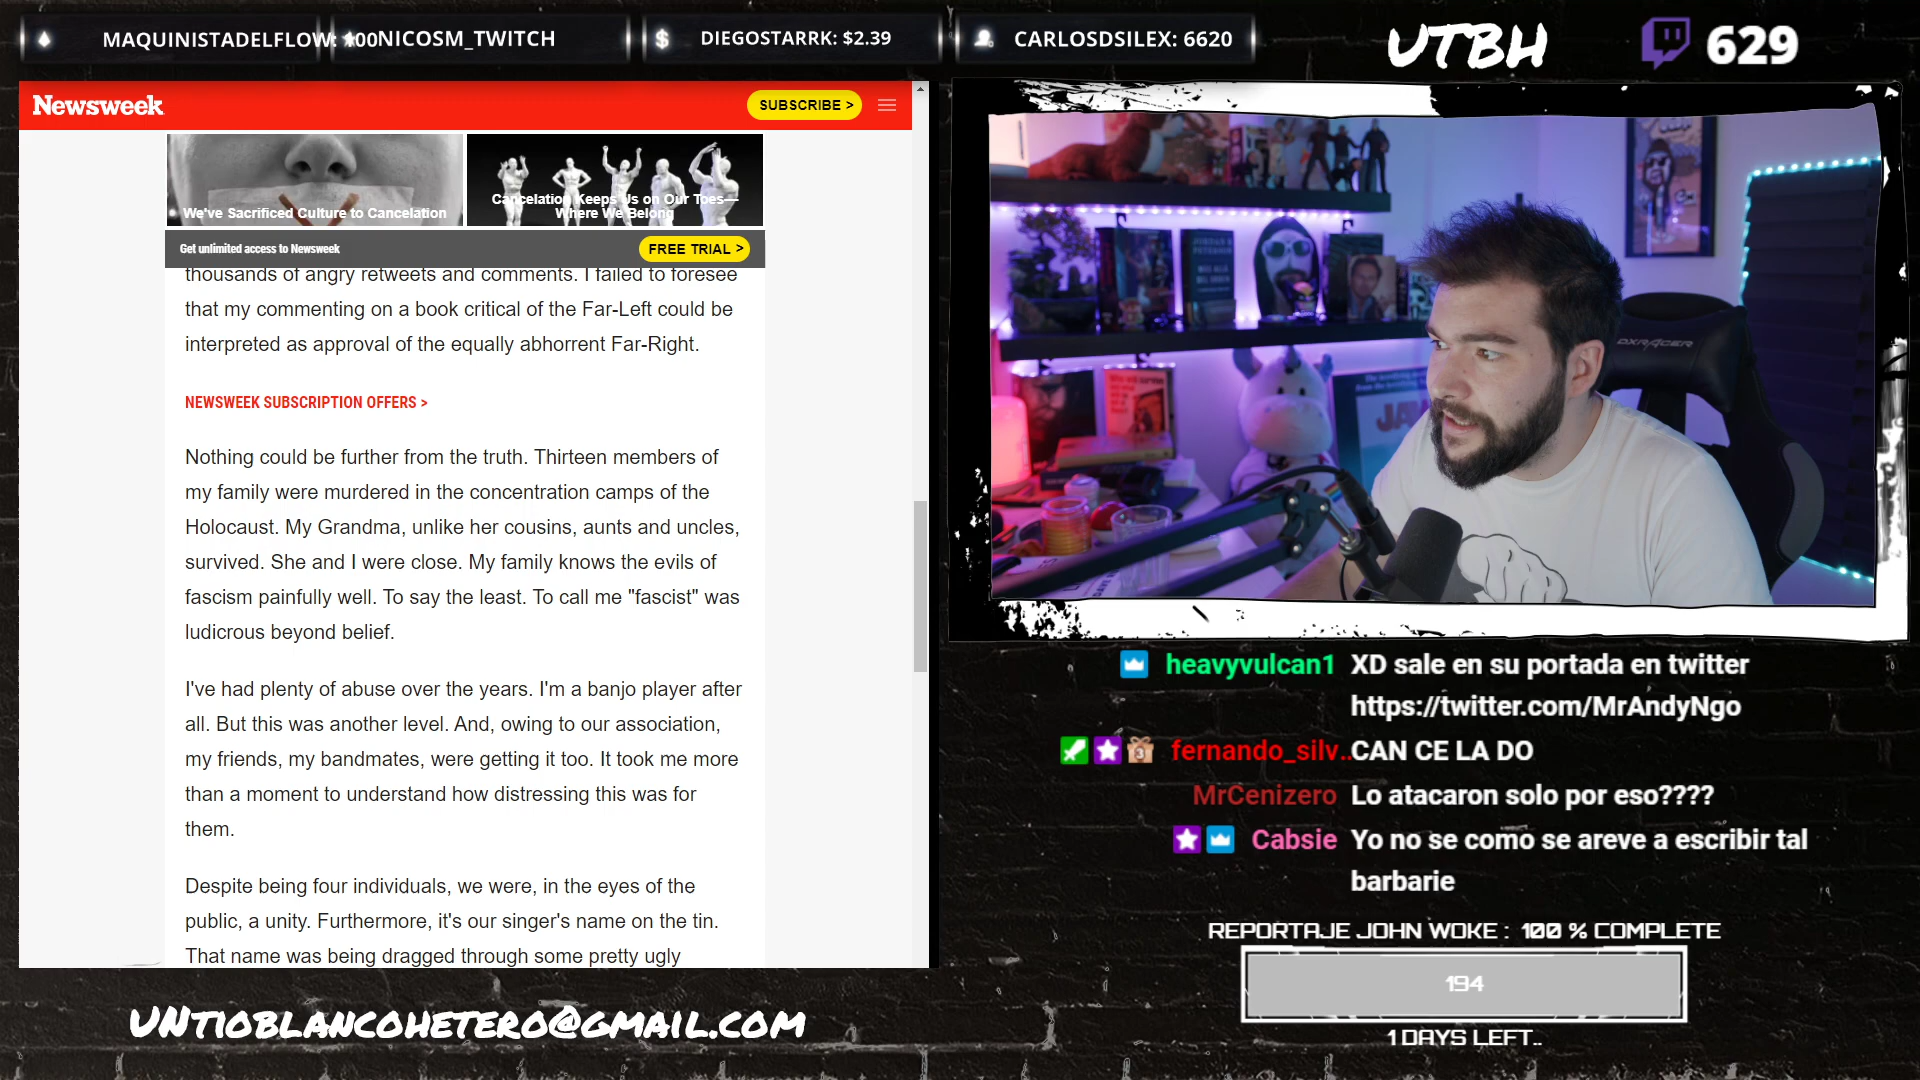 MAQUINISTADELFLOW: 100
NICOSM_TWITCH
DIEGOSTARRK: $2.39
CARLOSDSILEX: 6620
UTBH
629
Newsweek
SUBSCRIBE >
We've Sacrificed Culture to Cancelation
Cancelation Keeps Us on Our Toes—
Where We Belong
Get unlimited access to Newsweek
FREE TRIAL >
thousands of angry retweets and comments. I failed to foresee
that my commenting on a book critical of the Far-Left could be
interpreted as approval of the equally abhorrent Far-Right.
NEWSWEEK SUBSCRIPTION OFFERS >
Nothing could be further from the truth. Thirteen members of
my family were murdered in the concentration camps of the
Holocaust. My Grandma, unlike her cousins, aunts and uncles,
survived. She and I were close. My family knows the evils of
fascism painfully well. To say the least. To call me "fascist" was
ludicrous beyond belief.
I've had plenty of abuse over the years. I'm a banjo player after
all. But this was another level. And, owing to our association,
my friends, my bandmates, were getting it too. It took me more
than a moment to understand how distressing this was for
them.
Despite being four individuals, we were, in the eyes of the
public, a unity. Furthermore, it's our singer's name on the tin.
That name was being dragged through some pretty ugly
DXRACER
heavyvulcan1 XD sale en su portada en twitter
https://twitter.com/MrAndyNgo
fernando_silv.. CAN CE LA DO
MrCenizero Lo atacaron solo por eso????
Cabsie Yo no se como se areve a escribir tal
barbarie
REPORTAJE JOHN WOKE : 100 % COMPLETE
194
1 DAYS LEFT..
UNTIOBLANCOHETERO@GMAIL.COM